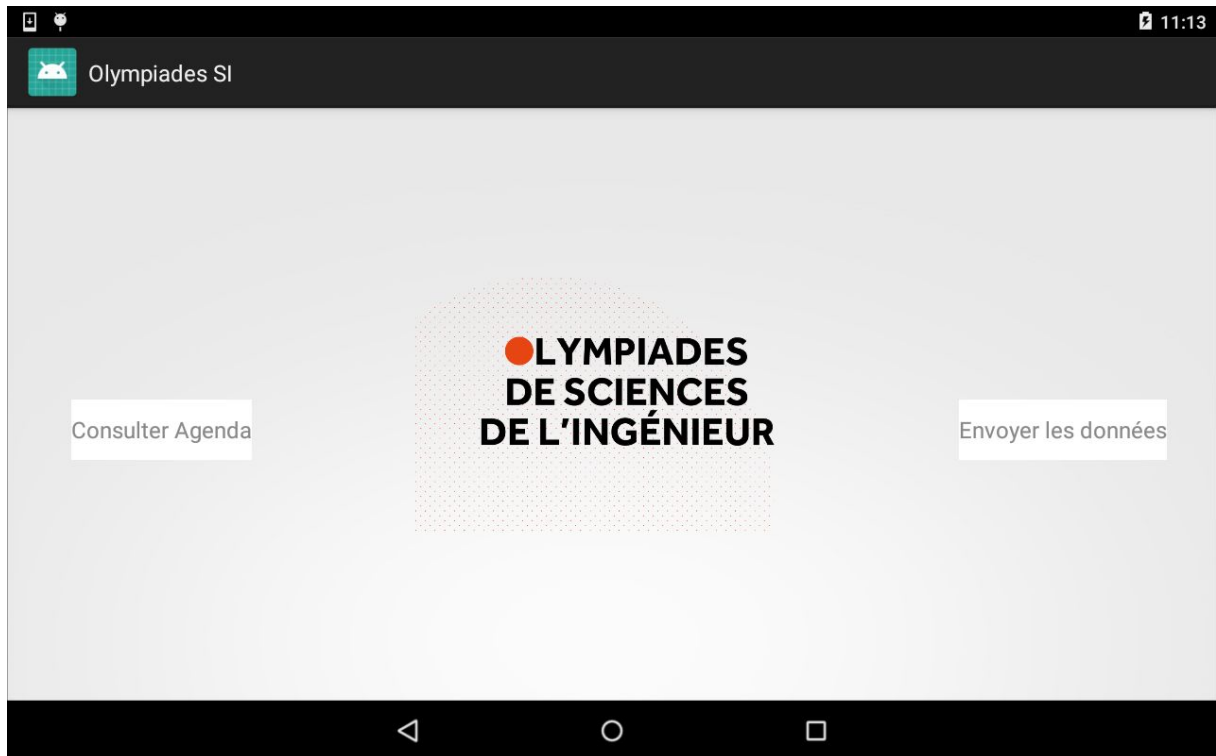 11:13
Olympiades SI
OLYMPIADES
DE SCIENCES
DE L'INGÉNIEUR
Consulter Agenda
Envoyer les données